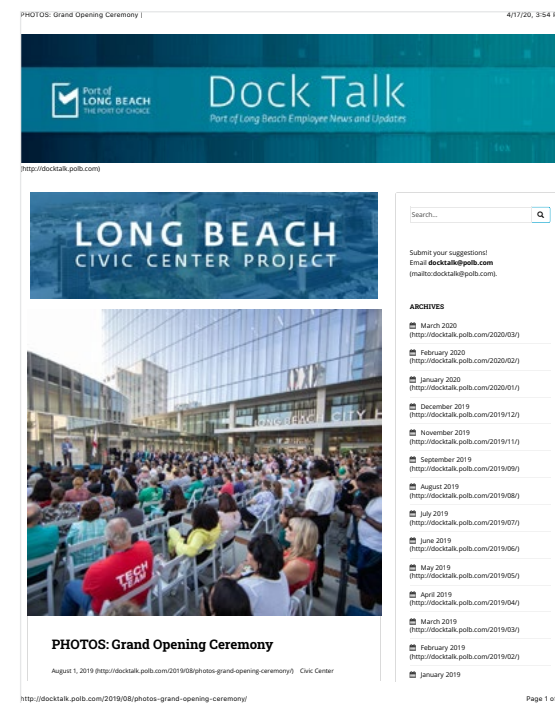 PHOTOS: Grand Opening Ceremony |
4/17/20, 3:54
Port of
LONG BEACH
THE PORT OF CHOICE
Dock Talk
Port of Long Beach Employee News and Updates
(http://docktalk.polb.com)
LONG BEACH
CIVIC CENTER PROJECT
LONG BEACH CITY H
TECH
TEAM
PHOTOS: Grand Opening Ceremony
August 1, 2019 (http://docktalk.polb.com/2019/08/photos-grand-opening-ceremony/) Civic Center
Search...
Submit your suggestions!
Email docktalk@polb.com
(mailto:docktalk@polb.com).
ARCHIVES
March 2020
(http://docktalk.polb.com/2020/03/)
February 2020
(http://docktalk.polb.com/2020/02/)
January 2020
(http://docktalk.polb.com/2020/01/)
December 2019
(http://docktalk.polb.com/2019/12/)
November 2019
(http://docktalk.polb.com/2019/11/)
September 2019
(http://docktalk.polb.com/2019/09/)
August 2019
(http://docktalk.polb.com/2019/08/)
July 2019
(http://docktalk.polb.com/2019/07/)
June 2019
(http://docktalk.polb.com/2019/06/)
May 2019
(http://docktalk.polb.com/2019/05/)
April 2019
(http://docktalk.polb.com/2019/04/)
March 2019
(http://docktalk.polb.com/2019/03/)
February 2019
(http://docktalk.polb.com/2019/02/)
January 2019
http://docktalk.polb.com/2019/08/photos-grand-opening-ceremony/
Page 1 of